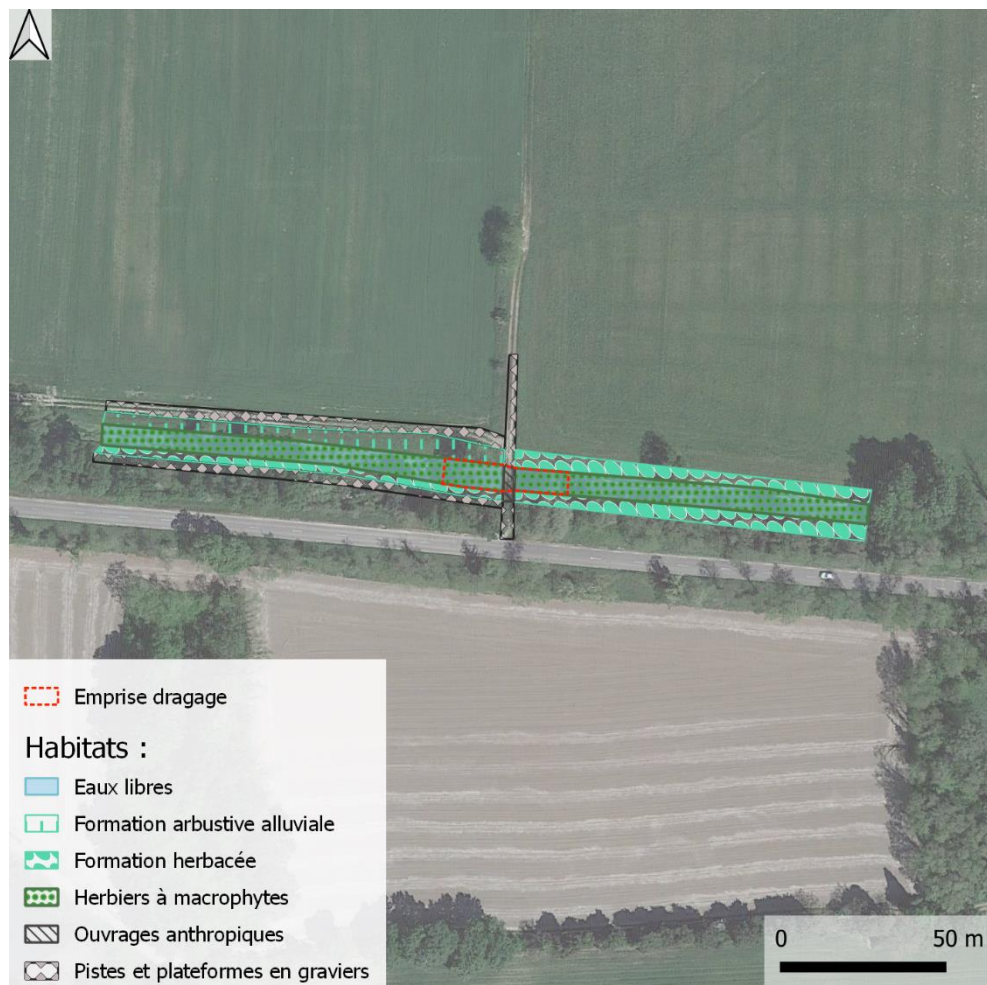 Emprise dragage
Habitats :
Eaux libres
Formation arbustive alluviale
Formation herbacée
Herbiers à macrophytes
Ouvrages anthropiques
Pistes et plateformes en graviers
0 50 m